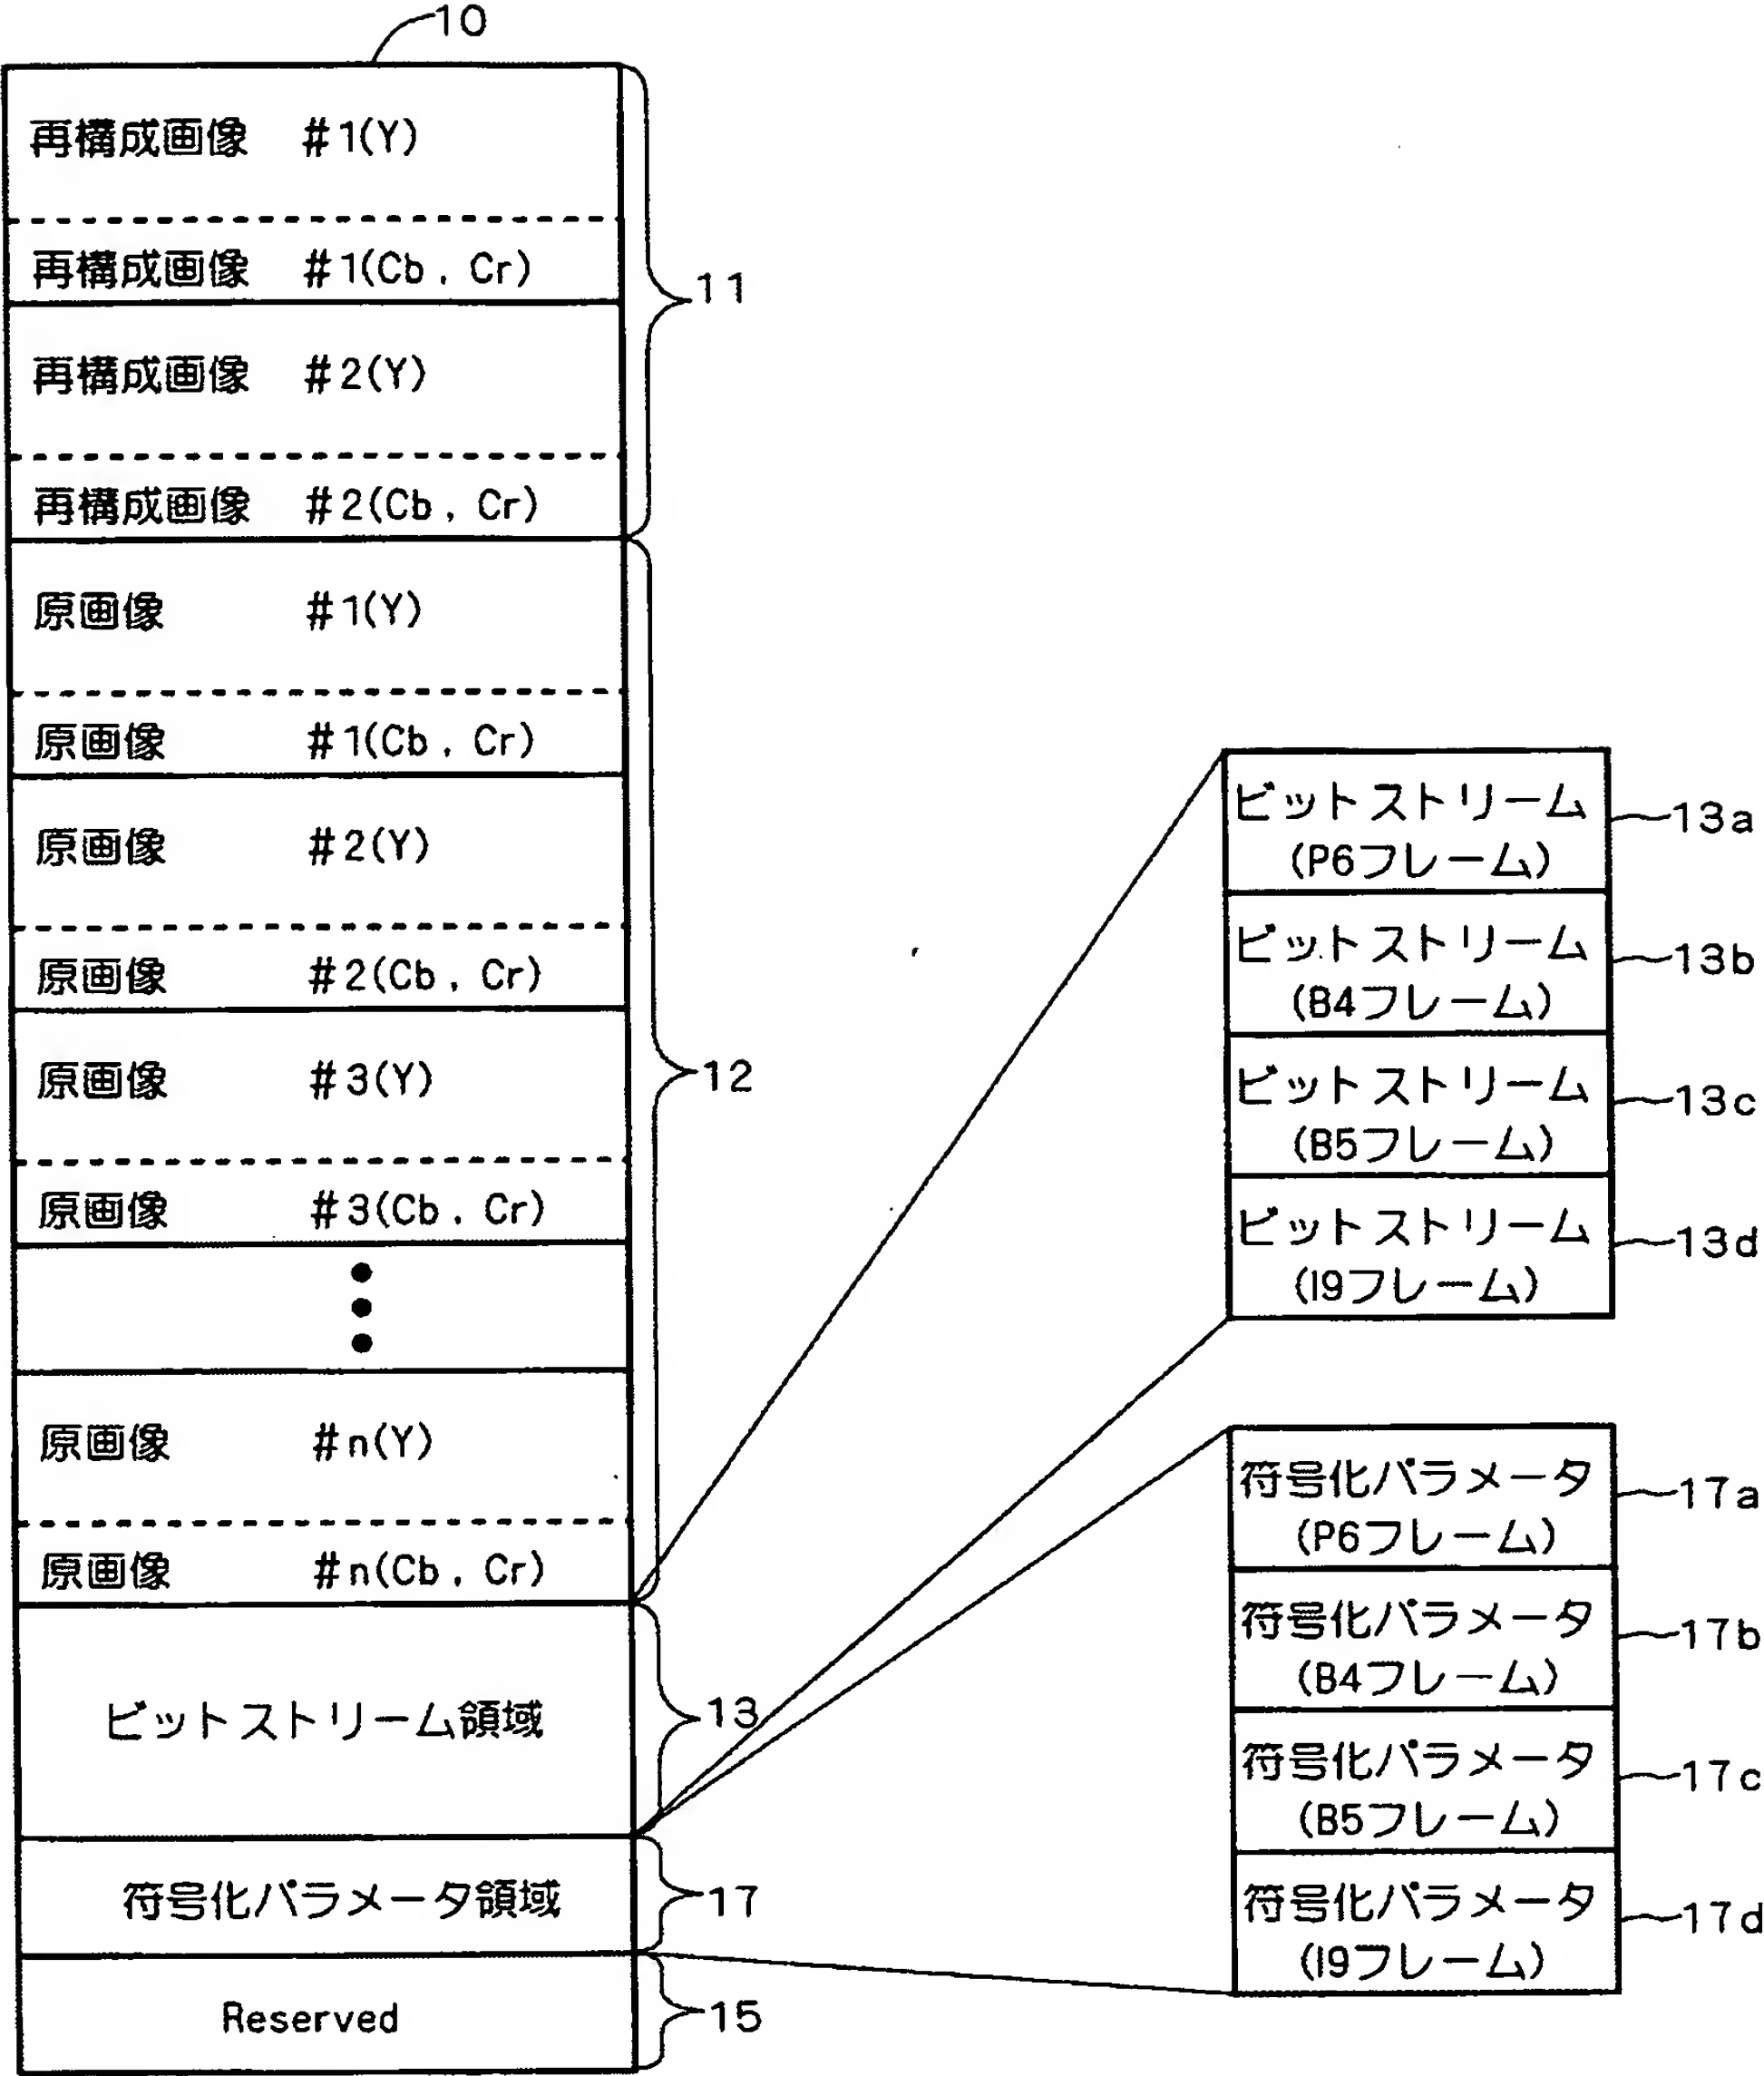 10
再構成画像 #1(Y)
再構成画像 #1(Cb, Cr)
11
再構成画像 #2(Y)
再構成画像 #2(Cb, Cr)
原画像 #1(Y)
原画像 #1(Cb, Cr)
原画像 #2(Y)
原画像 #2(Cb, Cr)
原画像 #3(Y)
12
原画像 #3(Cb, Cr)
原画像 #n(Y)
原画像 #n(Cb, Cr)
ビットストリーム領域
13
符号化パラメータ領域
17
Reserved
15
ビットストリーム
(P6フレーム)
13a
ビットストリーム
(B4フレーム)
13b
ビットストリーム
(B5フレーム)
13c
ビットストリーム
(I9フレーム)
13d
符号化パラメータ
(P6フレーム)
17a
符号化パラメータ
(B4フレーム)
17b
符号化パラメータ
(B5フレーム)
17c
符号化パラメータ
(I9フレーム)
17d